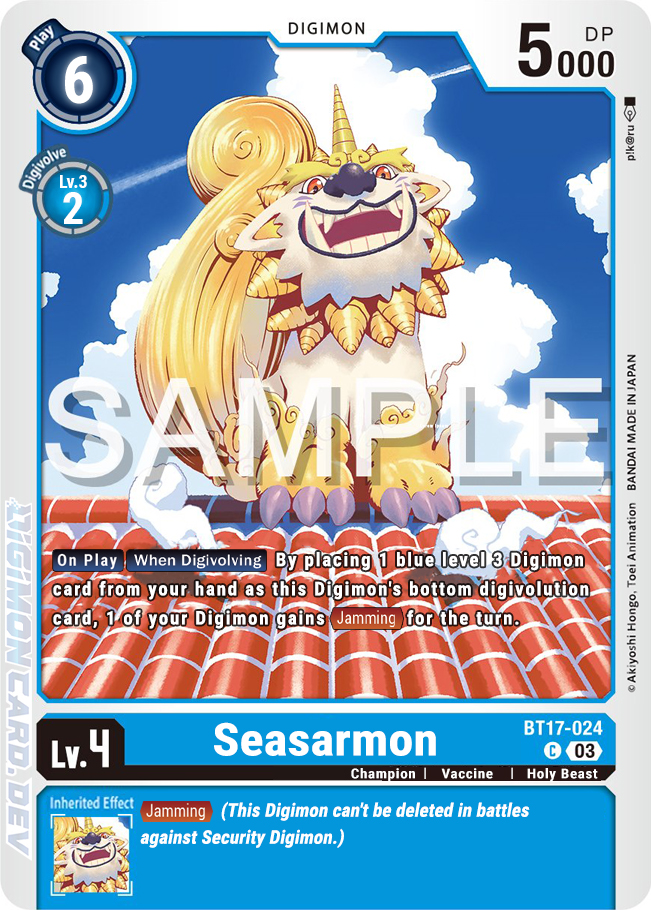 DIGIMON
Play
6
5000
DP
Digivolve
Lv.3
2
p!k@ru
SAMPLE
BANDAI MADE IN JAPAN
© Akiyoshi Hongo, Toei Animation
DIGIMON CARD.DEV
On Play When Digivolving By placing 1 blue level 3 Digimon
card from your hand as this Digimon's bottom digivolution
card, 1 of your Digimon gains Jamming for the turn.
Lv.4
Seasarmon
BT17-024
C 03
Champion | Vaccine | Holy Beast
Inherited Effect
Jamming (This Digimon can't be deleted in battles
against Security Digimon.)